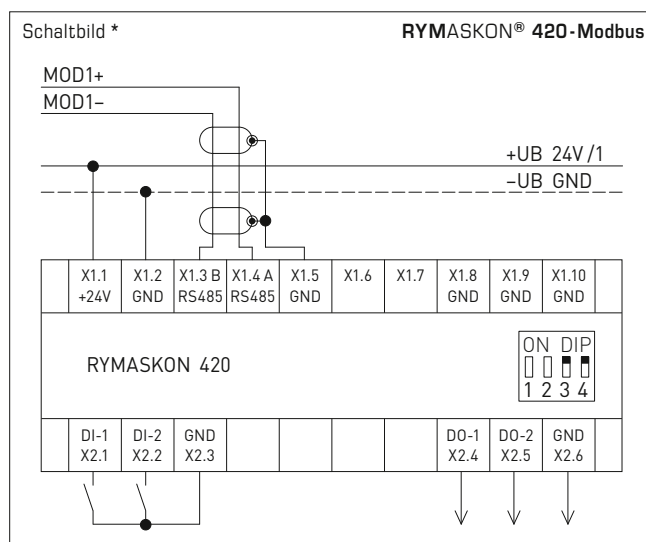 Schaltbild * RYMASKON® 420-Modbus
MOD1+
MOD1–
+UB 24V/1
–UB GND
X1.1 X1.2 X1.3 B X1.4 A X1.5 X1.6 X1.7 X1.8 X1.9 X1.10
+24V GND RS485 RS485 GND GND GND GND
RYMASKON 420
ON DIP
1 2 3 4
DI-1 DI-2 GND DO-1 DO-2 GND
X2.1 X2.2 X2.3 X2.4 X2.5 X2.6